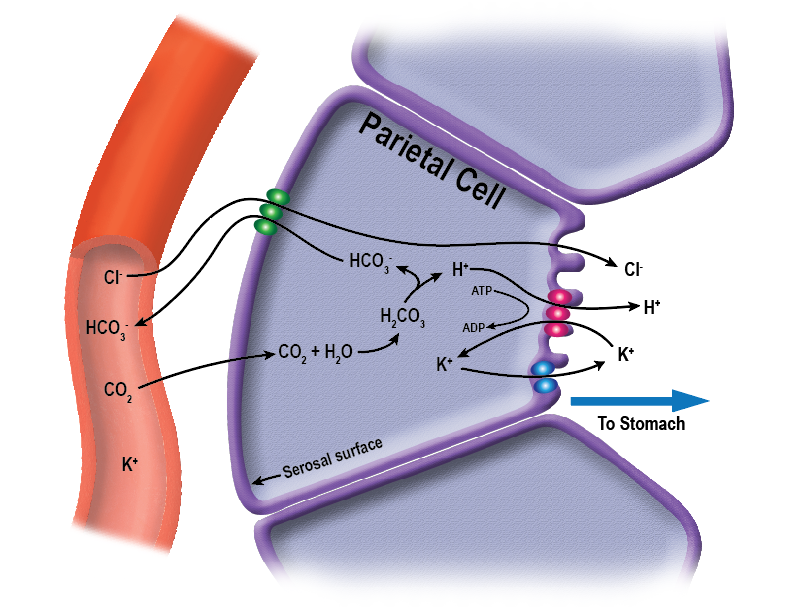 Parietal Cell
Cl⁻
HCO₃⁻
CO₂
K⁺
HCO₃⁻
H⁺
ATP
ADP
H₂CO₃
CO₂ + H₂O
K⁺
Serosal surface
Cl⁻
H⁺
K⁺
To Stomach